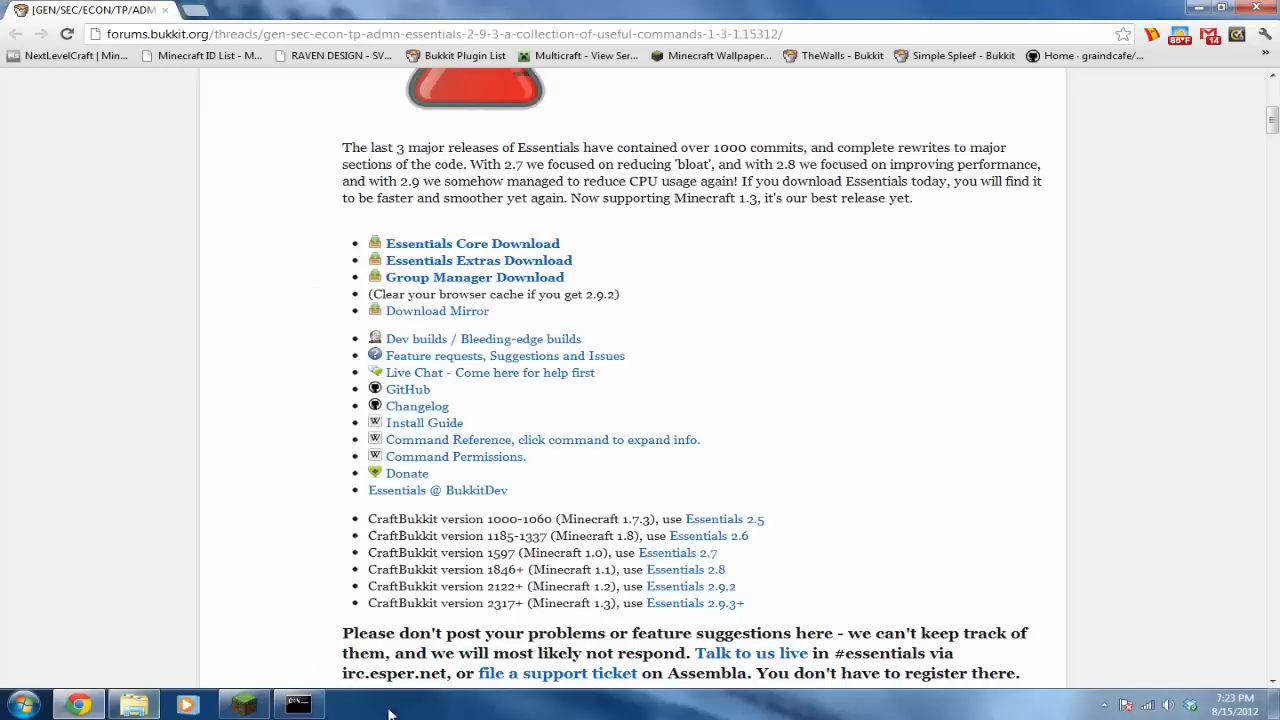 [GEN/SEC/ECON/TP/ADM
forums.bukkit.org/threads/gen-sec-econ-tp-admn-essentials-2-9-3-a-collection-of-useful-commands-1-3-1.15312/
85°F
14
NextLevelCraft | Min...
Minecraft ID List - M...
RAVEN DESIGN - SV...
Bukkit Plugin List
Multicraft - View Ser...
Minecraft Wallpaper...
TheWalls - Bukkit
Simple Spleef - Bukkit
Home · graindcafe/...
The last 3 major releases of Essentials have contained over 1000 commits, and complete rewrites to major
sections of the code. With 2.7 we focused on reducing 'bloat', and with 2.8 we focused on improving performance,
and with 2.9 we somehow managed to reduce CPU usage again! If you download Essentials today, you will find it
to be faster and smoother yet again. Now supporting Minecraft 1.3, it's our best release yet.
Essentials Core Download
Essentials Extras Download
Group Manager Download
(Clear your browser cache if you get 2.9.2)
Download Mirror
Dev builds / Bleeding-edge builds
Feature requests, Suggestions and Issues
Live Chat - Come here for help first
GitHub
Changelog
Install Guide
Command Reference, click command to expand info.
Command Permissions.
Donate
Essentials @ BukkitDev
CraftBukkit version 1000-1060 (Minecraft 1.7.3), use Essentials 2.5
CraftBukkit version 1185-1337 (Minecraft 1.8), use Essentials 2.6
CraftBukkit version 1597 (Minecraft 1.0), use Essentials 2.7
CraftBukkit version 1846+ (Minecraft 1.1), use Essentials 2.8
CraftBukkit version 2122+ (Minecraft 1.2), use Essentials 2.9.2
CraftBukkit version 2317+ (Minecraft 1.3), use Essentials 2.9.3+
Please don't post your problems or feature suggestions here - we can't keep track of
them, and we will most likely not respond. Talk to us live in #essentials via
irc.esper.net, or file a support ticket on Assembla. You don't have to register there.
7:23 PM
8/15/2012